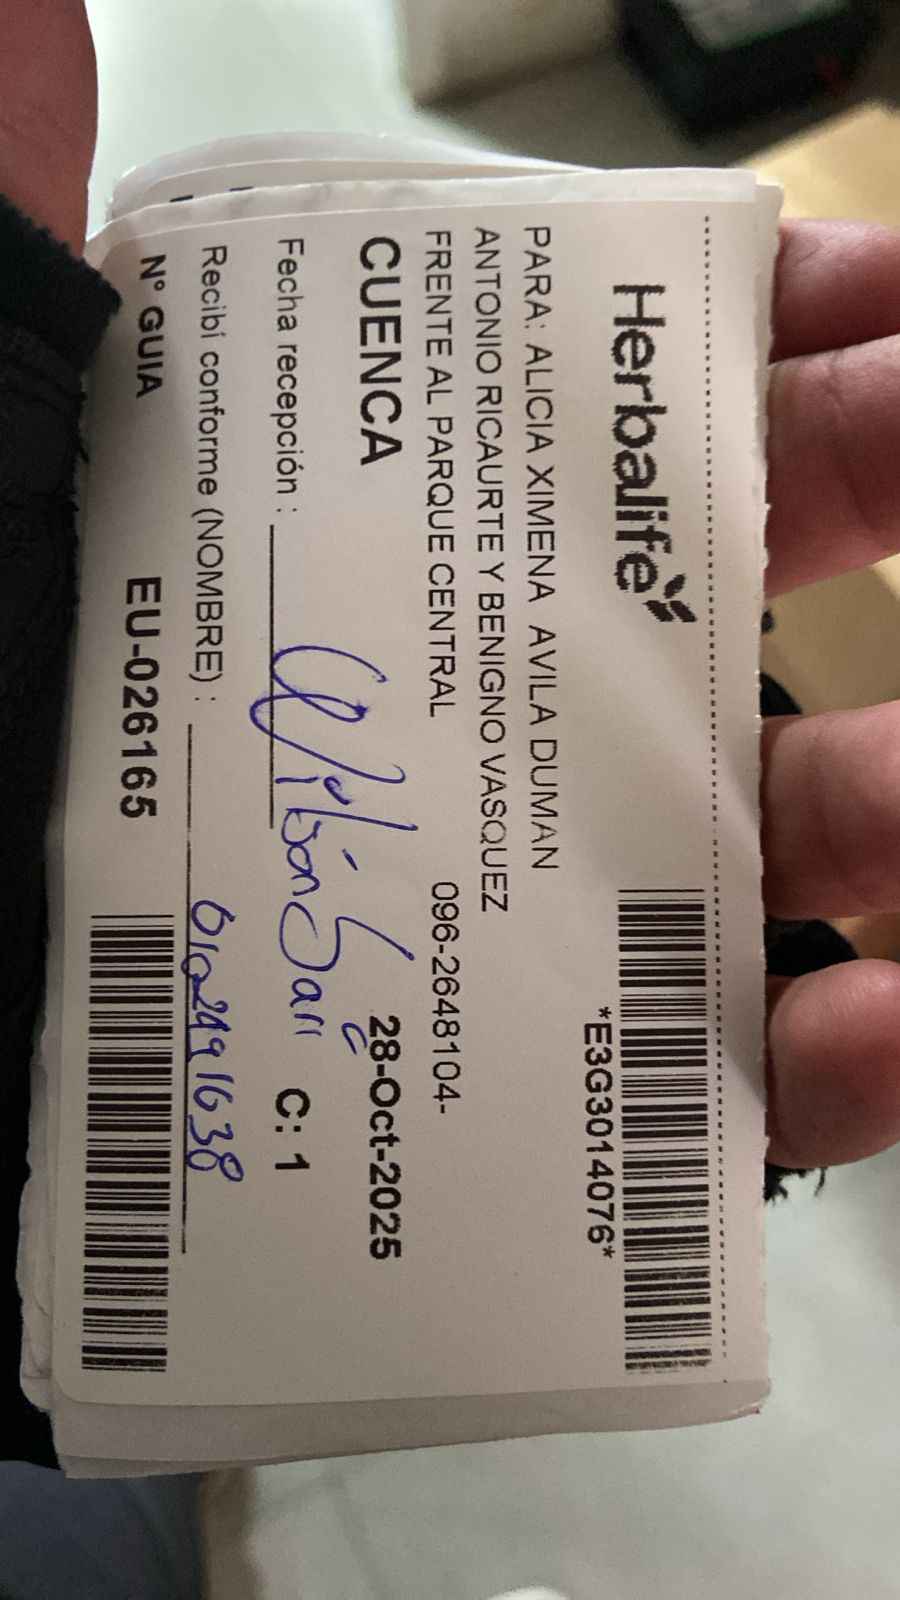 Herbalife
*E3G3014076*
PARA: ALICIA XIMENA AVILA DUMAN
ANTONIO RICAURTE Y BENIGNO VASQUEZ
FRENTE AL PARQUE CENTRAL 096-2648104-
CUENCA 28-Oct-2025
Fecha recepción : C: 1
Recibí conforme (NOMBRE) :
N° GUIA EU-026165